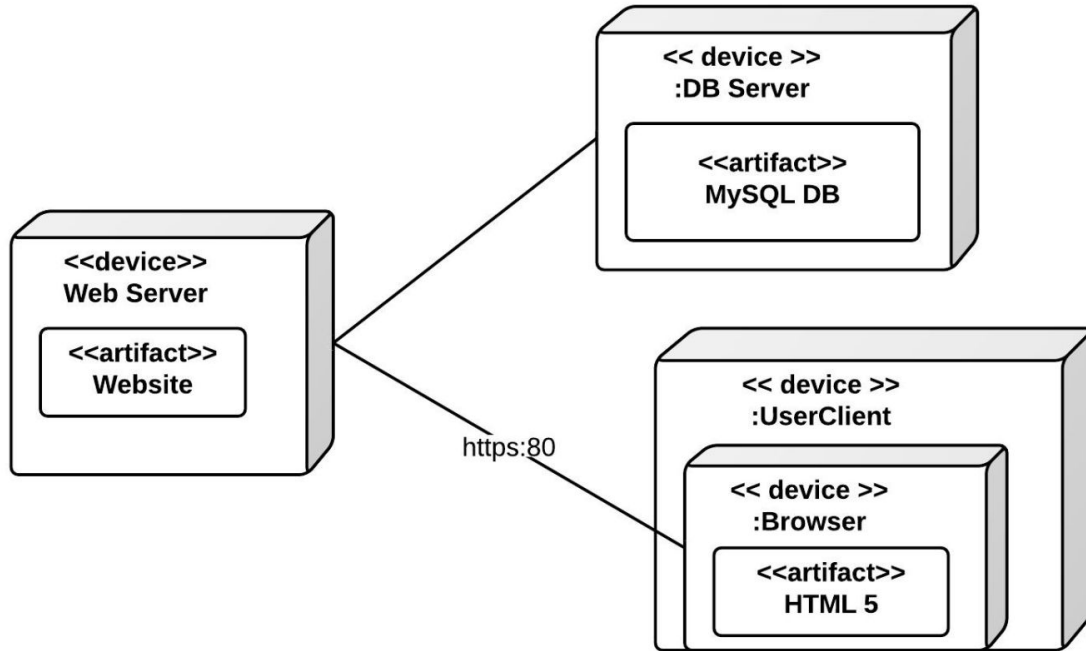 << device >>
:DB Server
<<artifact>>
MySQL DB
<<device>>
Web Server
<<artifact>>
Website
https:80
<< device >>
:UserClient
<< device >>
:Browser
<<artifact>>
HTML 5